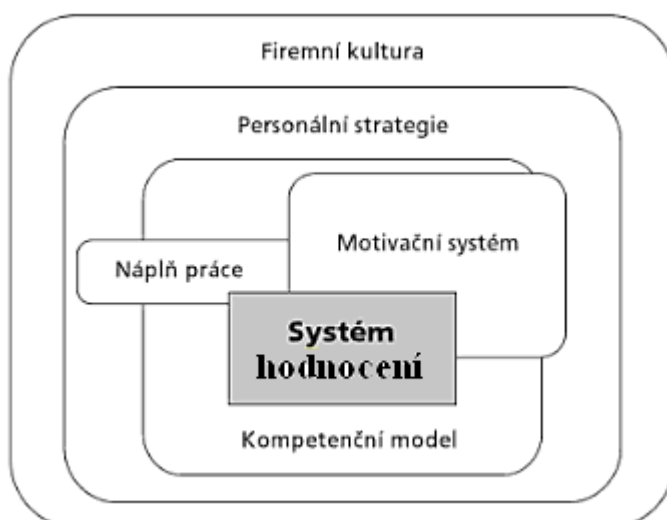 Firemní kultura
Personální strategie
Motivační systém
Náplň práce
Systém
hodnocení
Kompetenční model